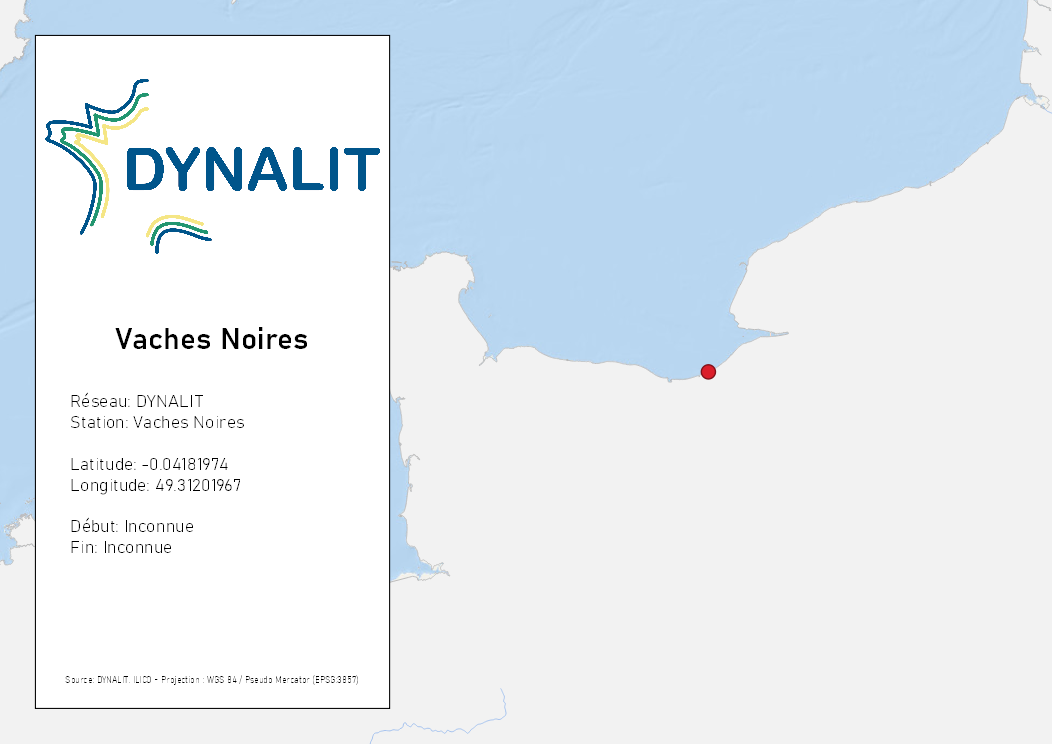 DYNALIT
Vaches Noires
Réseau: DYNALIT
Station: Vaches Noires
Latitude: -0.04181974
Longitude: 49.31201967
Début: Inconnue
Fin: Inconnue
Source: DYNALIT, ILICO - Projection : WGS 84 / Pseudo Mercator (EPSG:3857)